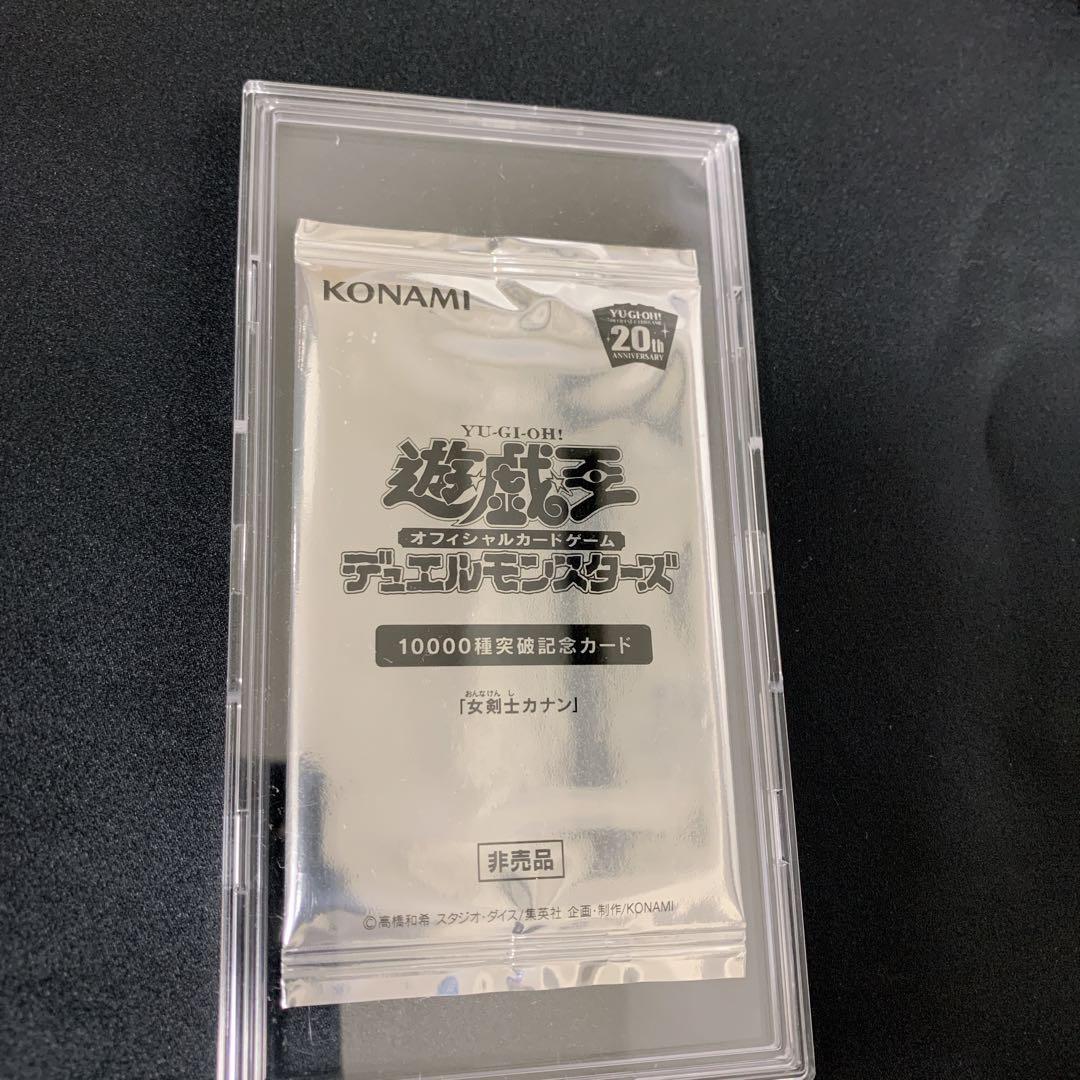 KONAMI
YU-GI-OH!
20th
ANNIVERSARY
YU-GI-OH!
遊戯王
オフィシャルカードゲーム
デュエルモンスターズ
10000種突破記念カード
おんなけんし
「女剣士カナン」
非売品
©高橋和希 スタジオ・ダイス/集英社 企画・制作/KONAMI